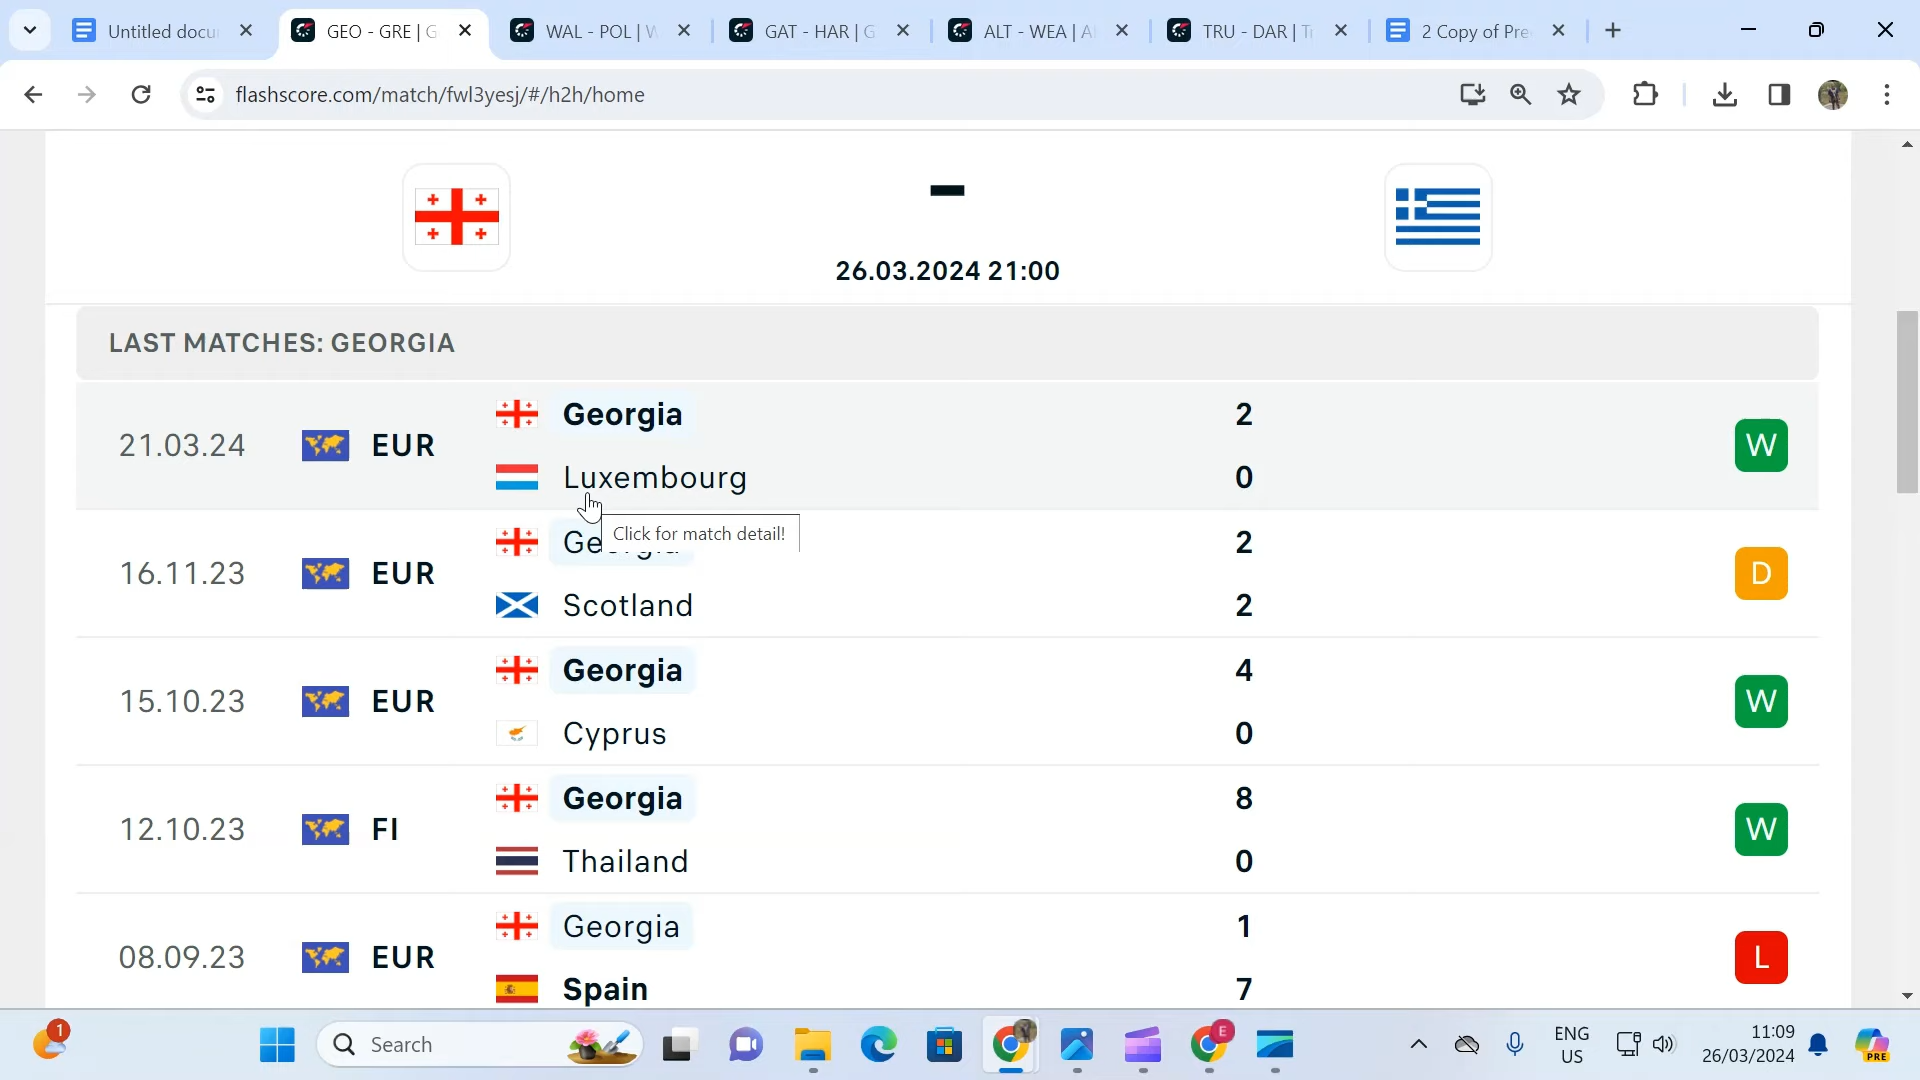 Untitled docu
GEO - GRE | G
WAL - POL | W
GAT - HAR | G
ALT - WEA | A
TRU - DAR | T
2 Copy of Pre
flashscore.com/match/fwl3yesj/#/h2h/home
26.03.2024 21:00
LAST MATCHES: GEORGIA
21.03.24 EUR Georgia 2 W
Luxembourg 0
Click for match detail!
16.11.23 EUR Georgia 2 D
Scotland 2
15.10.23 EUR Georgia 4 W
Cyprus 0
12.10.23 FI Georgia 8 W
Thailand 0
08.09.23 EUR Georgia 1 L
Spain 7
1
Search
E
ENG
US
11:09
26/03/2024
PRE